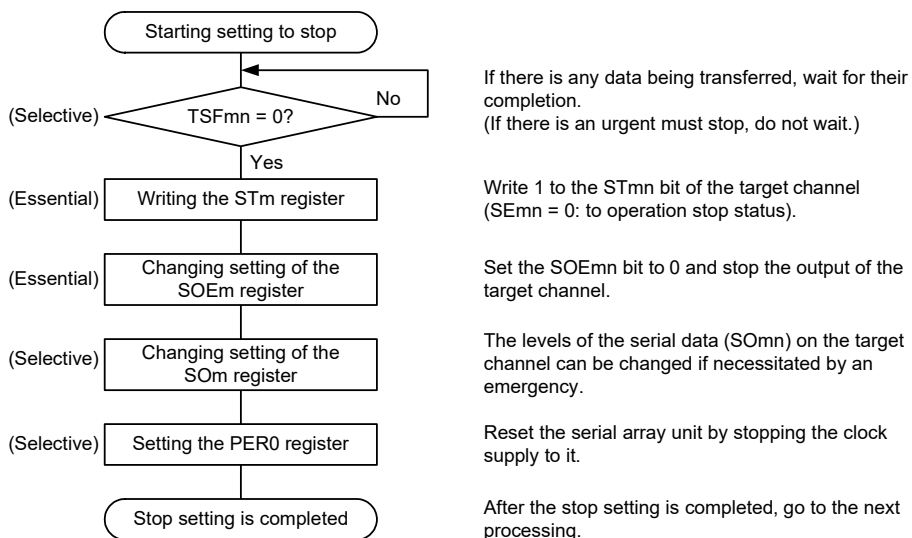 Starting setting to stop
No
(Selective)
TSFmn = 0?
If there is any data being transferred, wait for their
completion.
(If there is an urgent must stop, do not wait.)
Yes
(Essential)
Writing the STm register
Write 1 to the STmn bit of the target channel
(SEmn = 0: to operation stop status).
(Essential)
Changing setting of the
SOEm register
Set the SOEmn bit to 0 and stop the output of the
target channel.
(Selective)
Changing setting of the
SOm register
The levels of the serial data (SOmn) on the target
channel can be changed if necessitated by an
emergency.
(Selective)
Setting the PER0 register
Reset the serial array unit by stopping the clock
supply to it.
Stop setting is completed
After the stop setting is completed, go to the next
processing.